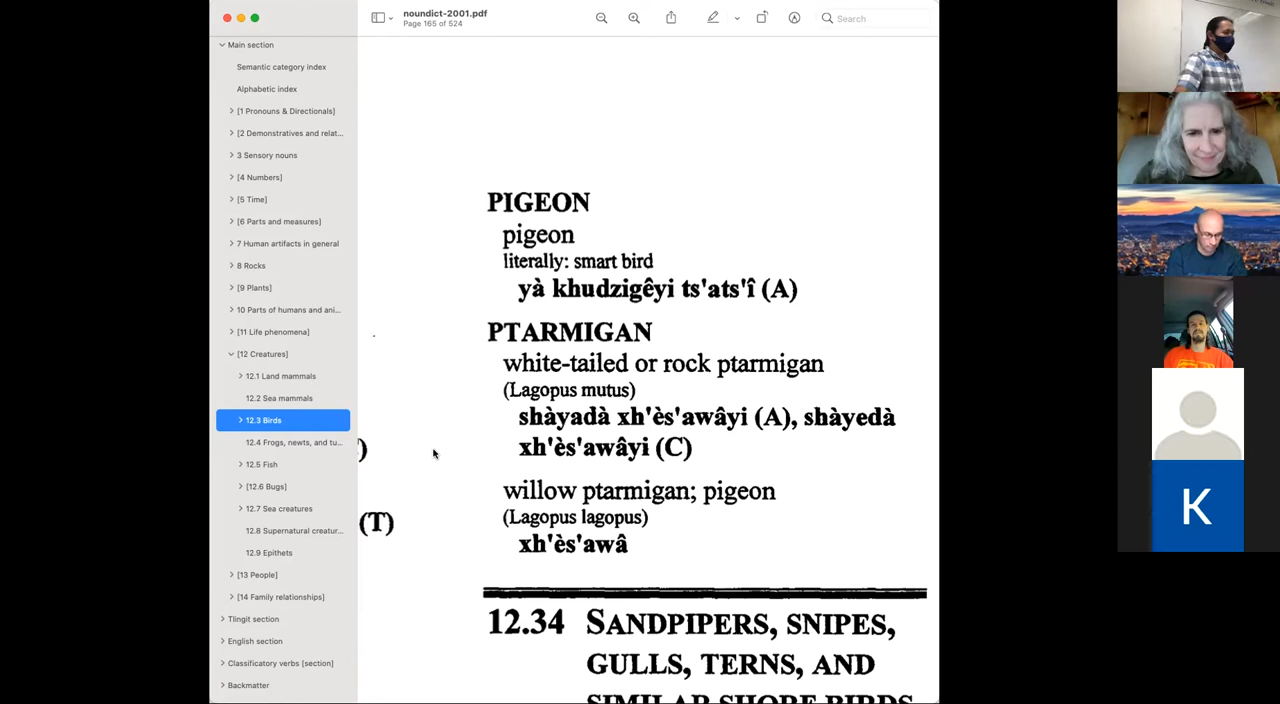 noundict-2001.pdf
Page 165 of 524
Search
Main section
Semantic category index
Alphabetic index
[1 Pronouns & Directionals]
[2 Demonstratives and relat...
3 Sensory nouns
[4 Numbers]
[5 Time]
[6 Parts and measures]
7 Human artifacts in general
8 Rocks
[9 Plants]
10 Parts of humans and ani...
[11 Life phenomena]
[12 Creatures]
12.1 Land mammals
12.2 Sea mammals
12.3 Birds
12.4 Frogs, newts, and tu...
12.5 Fish
[12.6 Bugs]
12.7 Sea creatures
12.8 Supernatural creatur...
12.9 Epithets
[13 People]
[14 Family relationships]
Tlingit section
English section
Classificatory verbs [section]
Backmatter
(T)
PIGEON
pigeon
literally: smart bird
yà khudzigêyi ts'ats'î (A)
PTARMIGAN
white-tailed or rock ptarmigan
(Lagopus mutus)
shàyadà xh'ès'awâyi (A), shàyedà
xh'ès'awâyi (C)
willow ptarmigan; pigeon
(Lagopus lagopus)
xh'ès'awâ
12.34 SANDPIPERS, SNIPES,
GULLS, TERNS, AND
SIMILAR SHORE BIRDS
K